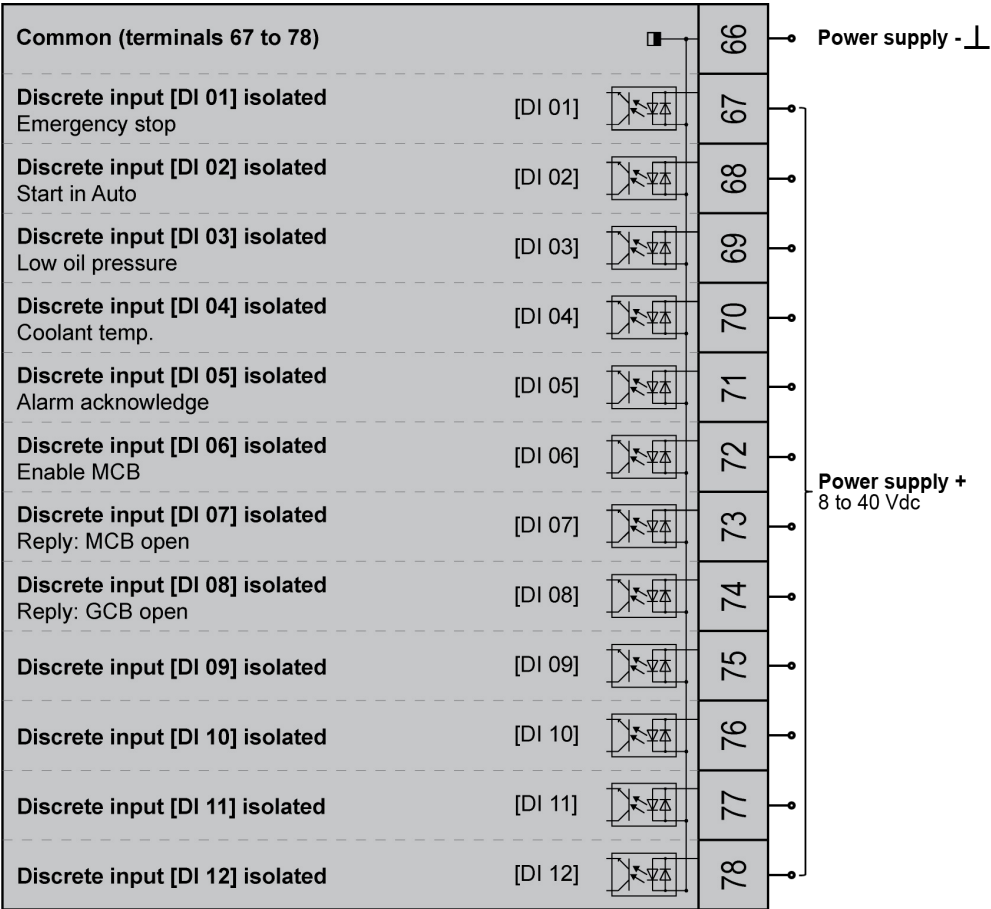 Common (terminals 67 to 78)
66
Power supply - ⊥
Discrete input [DI 01] isolated
Emergency stop
[DI 01]
67
Discrete input [DI 02] isolated
Start in Auto
[DI 02]
68
Discrete input [DI 03] isolated
Low oil pressure
[DI 03]
69
Discrete input [DI 04] isolated
Coolant temp.
[DI 04]
70
Discrete input [DI 05] isolated
Alarm acknowledge
[DI 05]
71
Discrete input [DI 06] isolated
Enable MCB
[DI 06]
72
Power supply +
8 to 40 Vdc
Discrete input [DI 07] isolated
Reply: MCB open
[DI 07]
73
Discrete input [DI 08] isolated
Reply: GCB open
[DI 08]
74
Discrete input [DI 09] isolated
[DI 09]
75
Discrete input [DI 10] isolated
[DI 10]
76
Discrete input [DI 11] isolated
[DI 11]
77
Discrete input [DI 12] isolated
[DI 12]
78